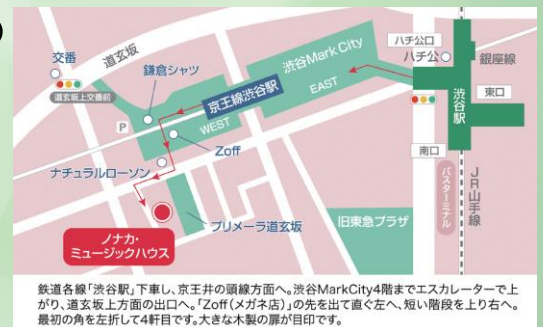 交番
道玄坂
鎌倉シャツ
渋谷Mark City
ハチ公口
ハチ公
銀座線
道玄坂上交番前
京王線渋谷駅
EAST
渋谷駅
東口
P
WEST
Zoff
南口
ナチュラルローソン
バスターミナル
JR山手線
プリメーラ道玄坂
旧東急プラザ
ノナカ・
ミュージックハウス
鉄道各線「渋谷駅」下車し、京王井の頭線方面へ。渋谷MarkCity4階までエスカレーターで上
がり、道玄坂上方面の出口へ。「Zoff（メガネ店）」の先を出て直ぐ左へ、短い階段を上り右へ。
最初の角を左折して4軒目です。大きな木製の扉が目印です。